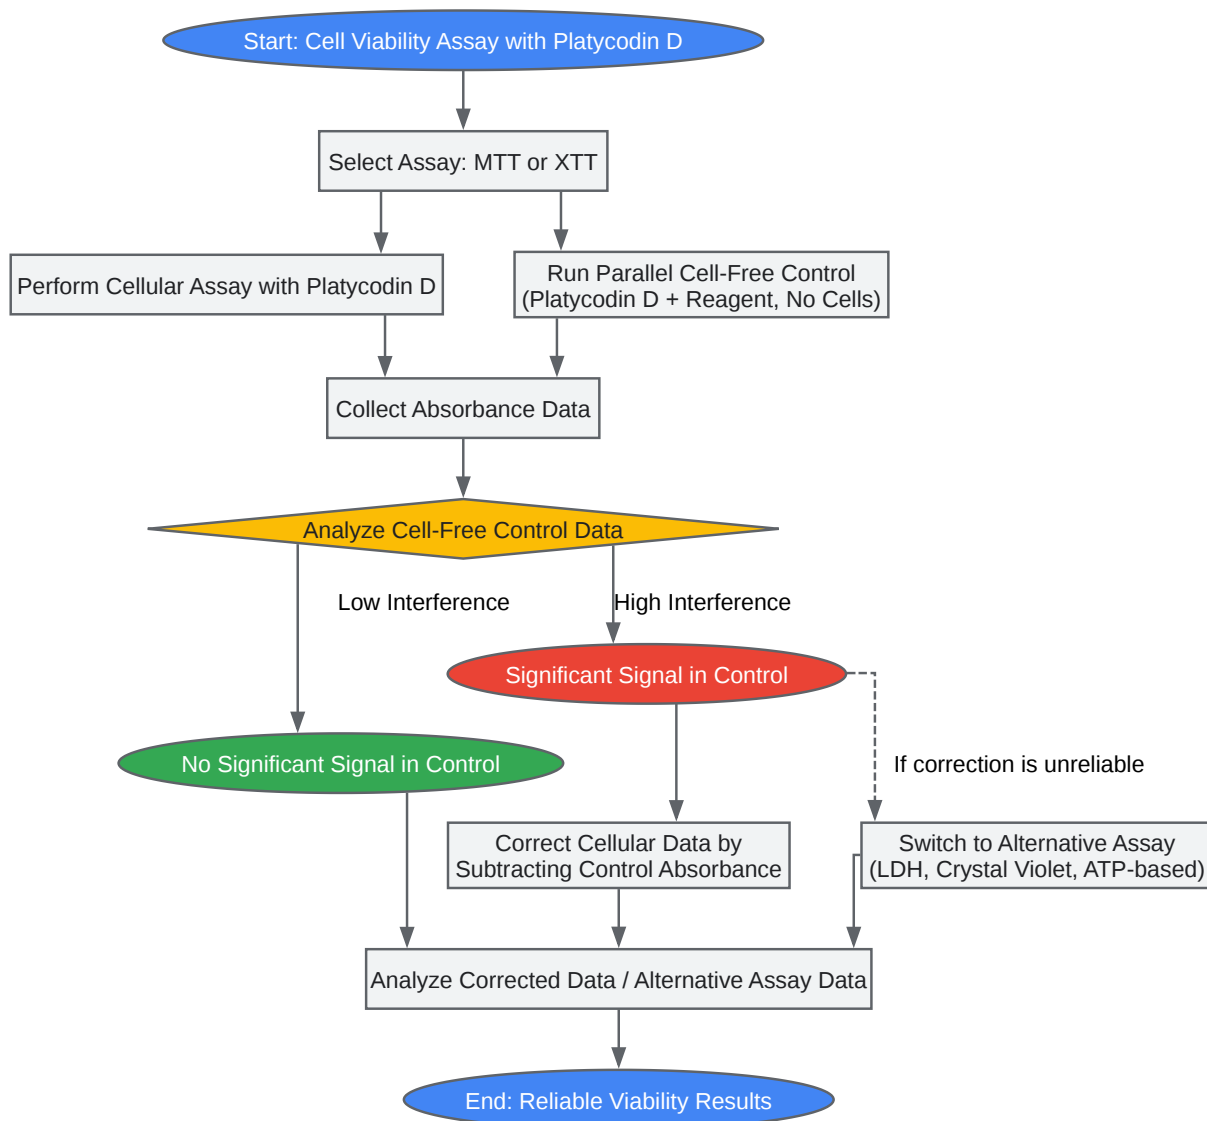 Start: Cell Viability Assay with Platycodin D
Select Assay: MTT or XTT
Perform Cellular Assay with Platycodin D
Run Parallel Cell-Free Control
(Platycodin D + Reagent, No Cells)
Collect Absorbance Data
Analyze Cell-Free Control Data
Low Interference
High Interference
Significant Signal in Control
No Significant Signal in Control
If correction is unreliable
Correct Cellular Data by
Subtracting Control Absorbance
Switch to Alternative Assay
(LDH, Crystal Violet, ATP-based)
Analyze Corrected Data / Alternative Assay Data
End: Reliable Viability Results